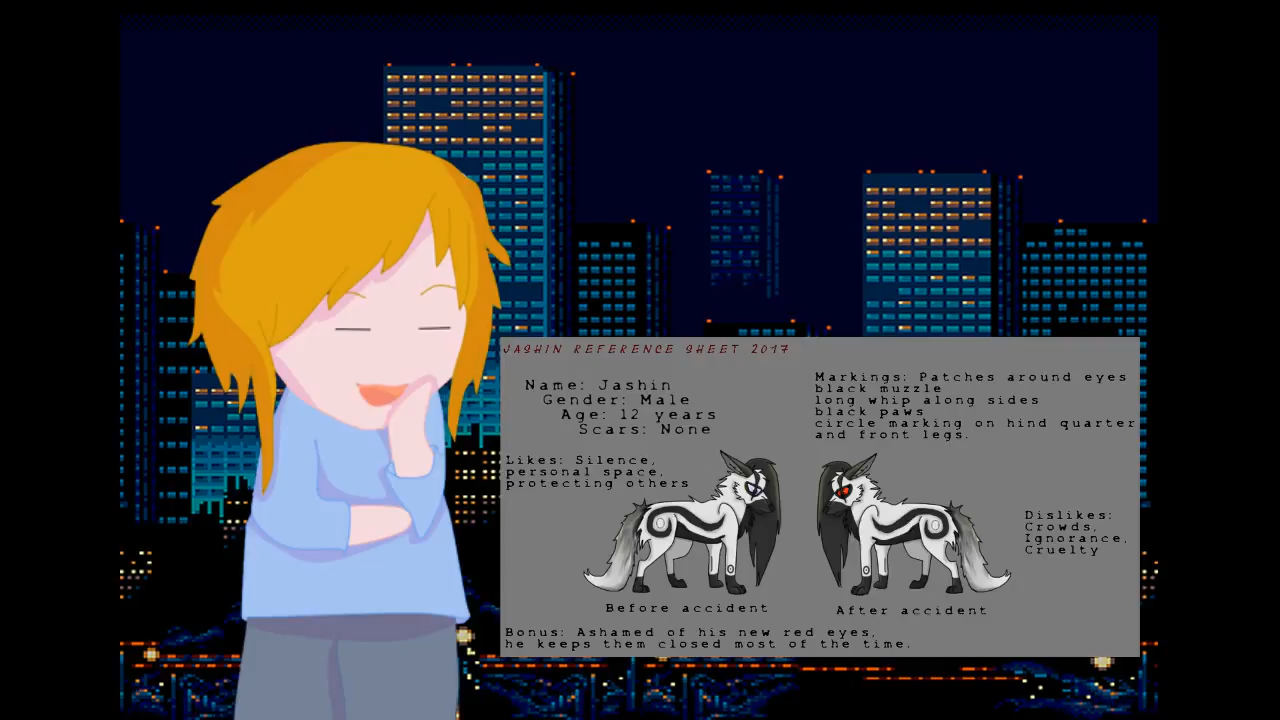 JASHIN REFERENCE SHEET 2017
Name: Jashin
Gender: Male
Age: 12 years
Scars: None
Markings: Patches around eyes
black muzzle
long whip along sides
black paws
circle marking on hind quarter
and front legs.
Likes: Silence,
personal space,
protecting others
Dislikes:
Crowds,
Ignorance,
Cruelty
Before accident
After accident
Bonus: Ashamed of his new red eyes,
he keeps them closed most of the time.